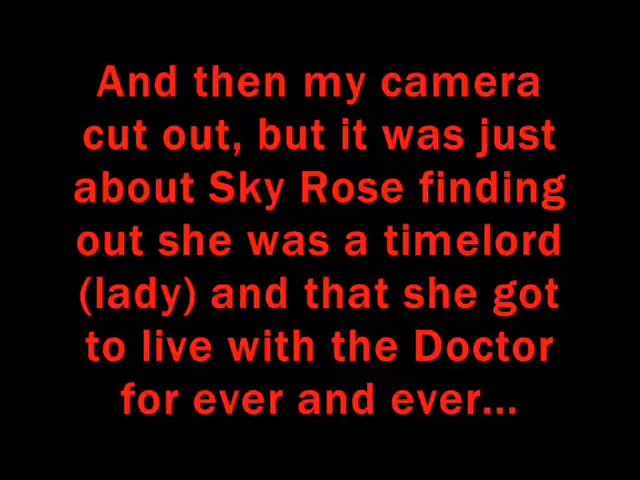 And then my camera
cut out, but it was just
about Sky Rose finding
out she was a timelord
(lady) and that she got
to live with the Doctor
for ever and ever...